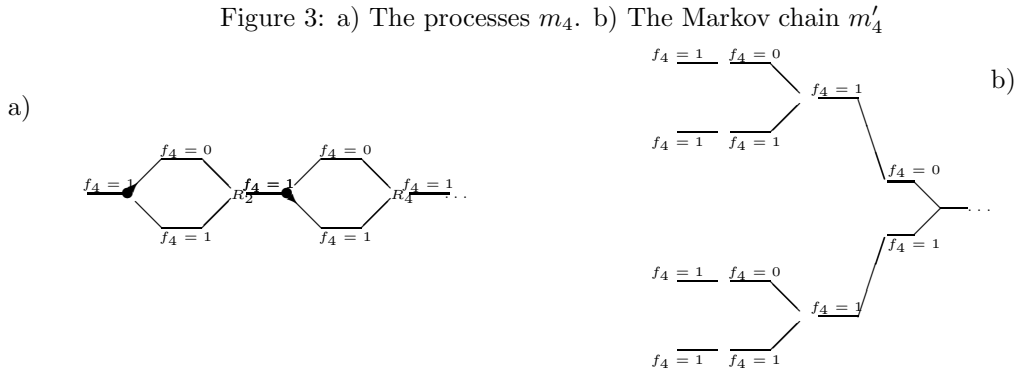 Figure 3: a) The processes m₄. b) The Markov chain m′₄
a)
f₄ = 0 f₄ = 0
f₄ = 1 R₂ f₄ = 1 R₄ f₄ = 1 ...
f₄ = 1 f₄ = 1
b)
f₄ = 1 f₄ = 0
f₄ = 1
f₄ = 1 f₄ = 1
f₄ = 0
...
f₄ = 1
f₄ = 1 f₄ = 0
f₄ = 1
f₄ = 1 f₄ = 1